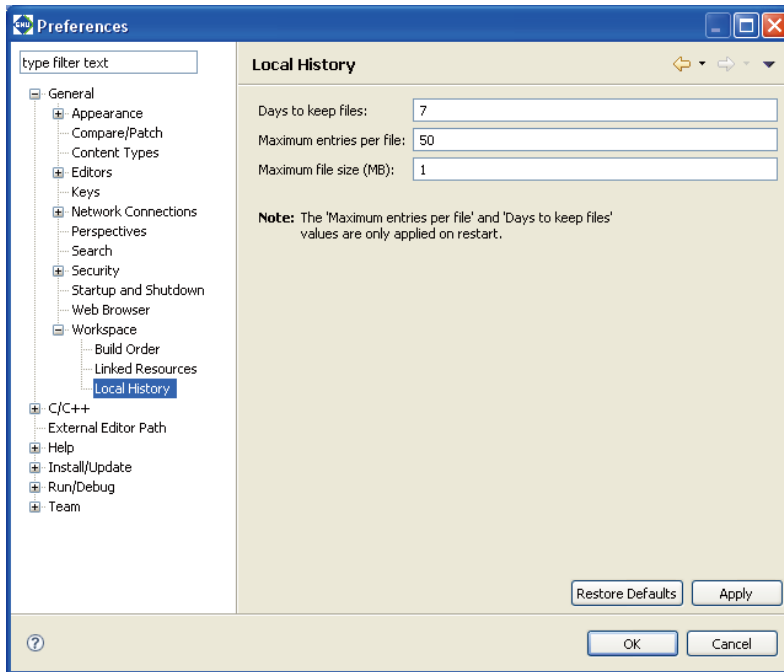 GNU
Preferences
type filter text
General
Appearance
Compare/Patch
Content Types
Editors
Keys
Network Connections
Perspectives
Search
Security
Startup and Shutdown
Web Browser
Workspace
Build Order
Linked Resources
Local History
C/C++
External Editor Path
Help
Install/Update
Run/Debug
Team
Local History
Days to keep files: 7
Maximum entries per file: 50
Maximum file size (MB): 1
Note: The 'Maximum entries per file' and 'Days to keep files'
values are only applied on restart.
Restore Defaults Apply
? OK Cancel